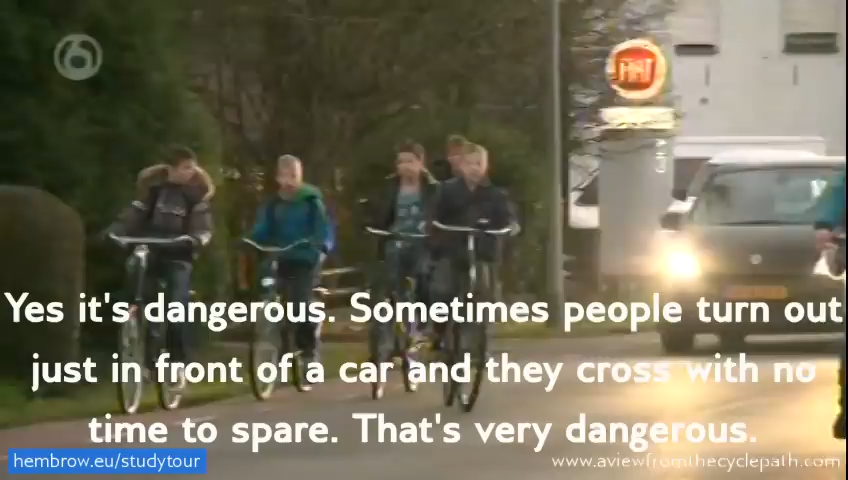 6
FIAT
Yes it's dangerous. Sometimes people turn out
just in front of a car and they cross with no
time to spare. That's very dangerous.
hembrow.eu/studytour
www.aviewfromthecyclepath.com